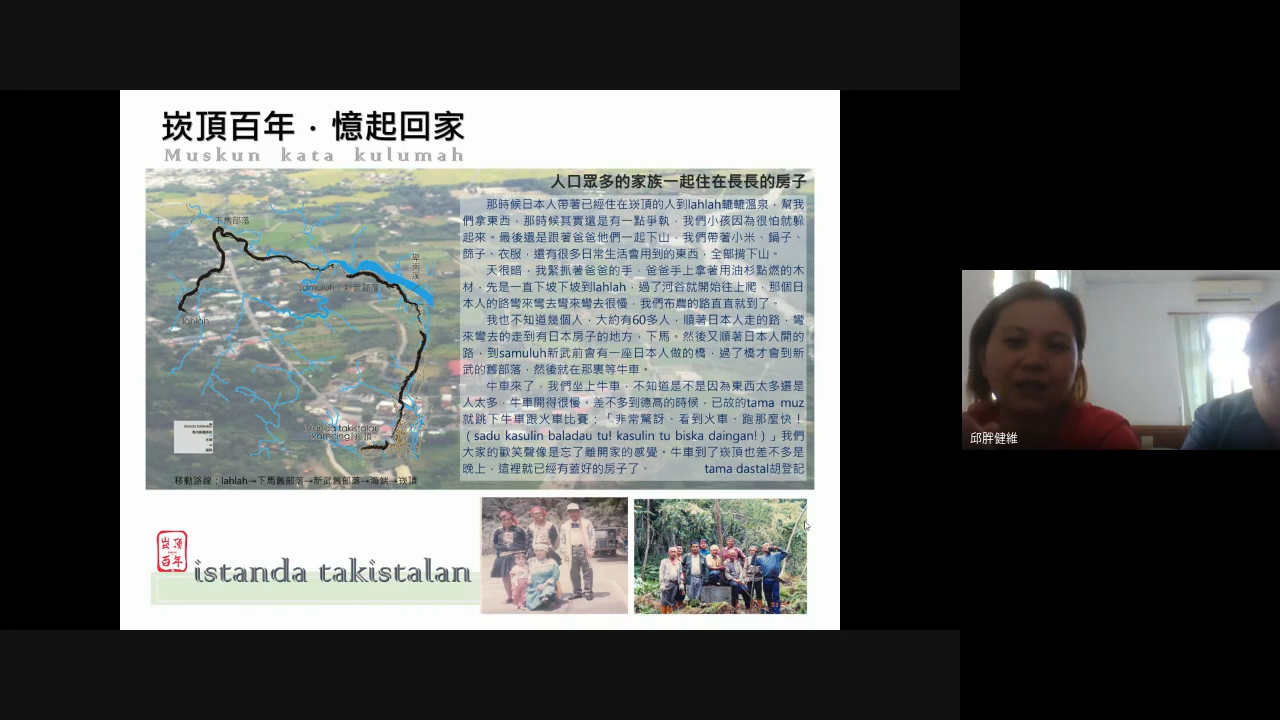 崁頂百年．憶起回家
Muskun kata kulumah
人口眾多的家族一起住在長長的房子
那時候日本人帶著已經住在崁頂的人到lahlah轆轆溫泉，幫我
們拿東西，那時候其實還是有一點爭執，我們小孩因為很怕就躲
起來。最後還是跟著爸爸他們一起下山，我們帶著小米、鍋子、
篩子、衣服，還有很多日常生活會用到的東西，全部揹下山。
天很暗，我緊抓著爸爸的手，爸爸手上拿著用油杉點燃的木
材，先是一直下坡下坡到lahlah，過了河谷就開始往上爬，那個日
本人的路彎來彎去彎來彎去很慢，我們布農的路直直就到了。
我也不知道幾個人，大約有60多人，順著日本人走的路，彎
來彎去的走到有日本房子的地方，下馬。然後又順著日本人開的
路，到samuluh新武前會有一座日本人做的橋，過了橋才會到新
武的舊部落，然後就在那裏等牛車。
牛車來了，我們坐上牛車，不知道是不是因為東西太多還是
人太多，牛車開得很慢。差不多到德高的時候，已故的tama muz
就跳下牛車跟火車比賽；「非常驚訝、看到火車、跑那麼快！
（sadu kasulin baladau tu! kasulin tu biska daingan!）」我們
大家的歡笑聲像是忘了離開家的感覺。牛車到了崁頂也差不多是
晚上，這裡就已經有蓋好的房子了。 tama dastal胡登記
下馬部落
卑南溪
samuluh 新武部落
lahlah
istanda takistalan
kamcing 崁頂
移動路線：lahlah→下馬舊部落→新武舊部落→海端→崁頂
崁頂
百年
istanda takistalan
邱胖健維